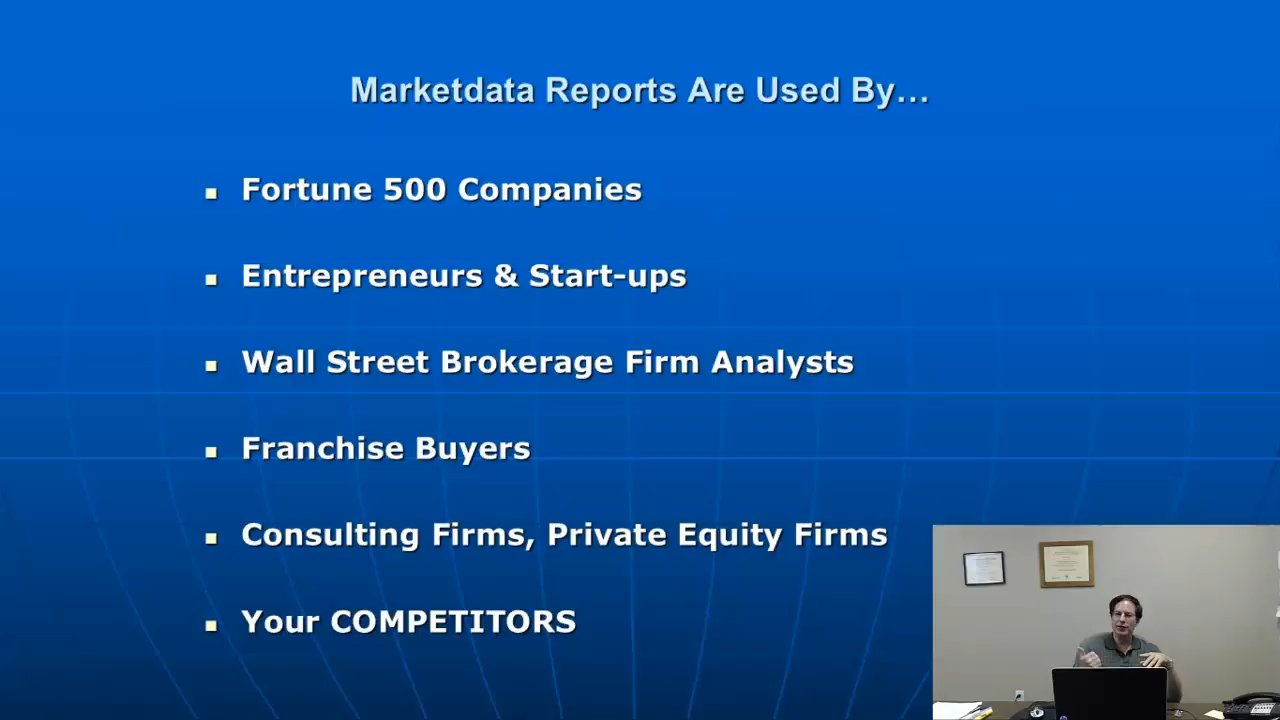 Marketdata Reports Are Used By…
Fortune 500 Companies
Entrepreneurs & Start-ups
Wall Street Brokerage Firm Analysts
Franchise Buyers
Consulting Firms, Private Equity Firms
Your COMPETITORS